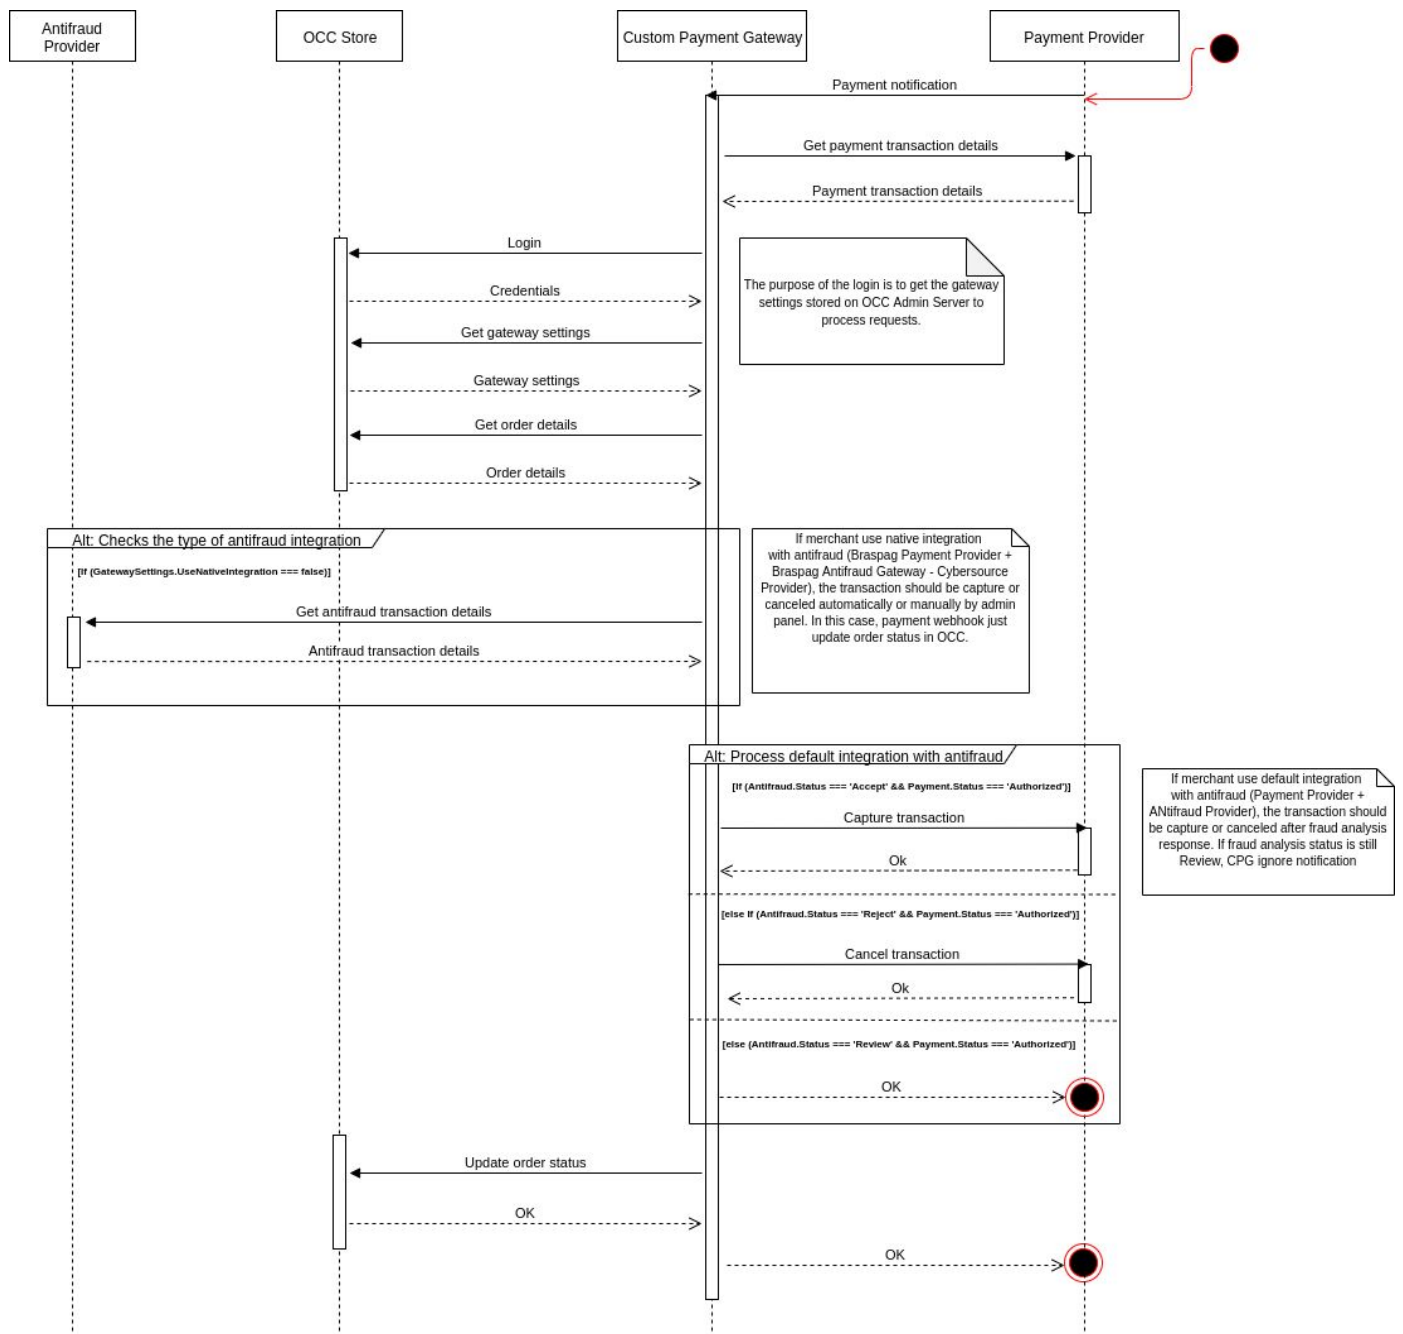 Antifraud
Provider
OCC Store
Custom Payment Gateway
Payment Provider
Payment notification
Get payment transaction details
Payment transaction details
Login
Credentials
The purpose of the login is to get the gateway
settings stored on OCC Admin Server to
process requests.
Get gateway settings
Gateway settings
Get order details
Order details
Alt: Checks the type of antifraud integration
[If (GatewaySettings.UseNativeIntegration === false)]
Get antifraud transaction details
Antifraud transaction details
If merchant use native integration
with antifraud (Braspag Payment Provider +
Braspag Antifraud Gateway - Cybersource
Provider), the transaction should be capture or
canceled automatically or manually by admin
panel. In this case, payment webhook just
update order status in OCC.
Alt: Process default integration with antifraud
[If (Antifraud.Status === 'Accept' && Payment.Status === 'Authorized')]
Capture transaction
Ok
If merchant use default integration
with antifraud (Payment Provider +
ANtifraud Provider), the transaction should
be capture or canceled after fraud analysis
response. If fraud analysis status is still
Review, CPG ignore notification
[else If (Antifraud.Status === 'Reject' && Payment.Status === 'Authorized')]
Cancel transaction
Ok
[else (Antifraud.Status === 'Review' && Payment.Status === 'Authorized')]
OK
Update order status
OK
OK